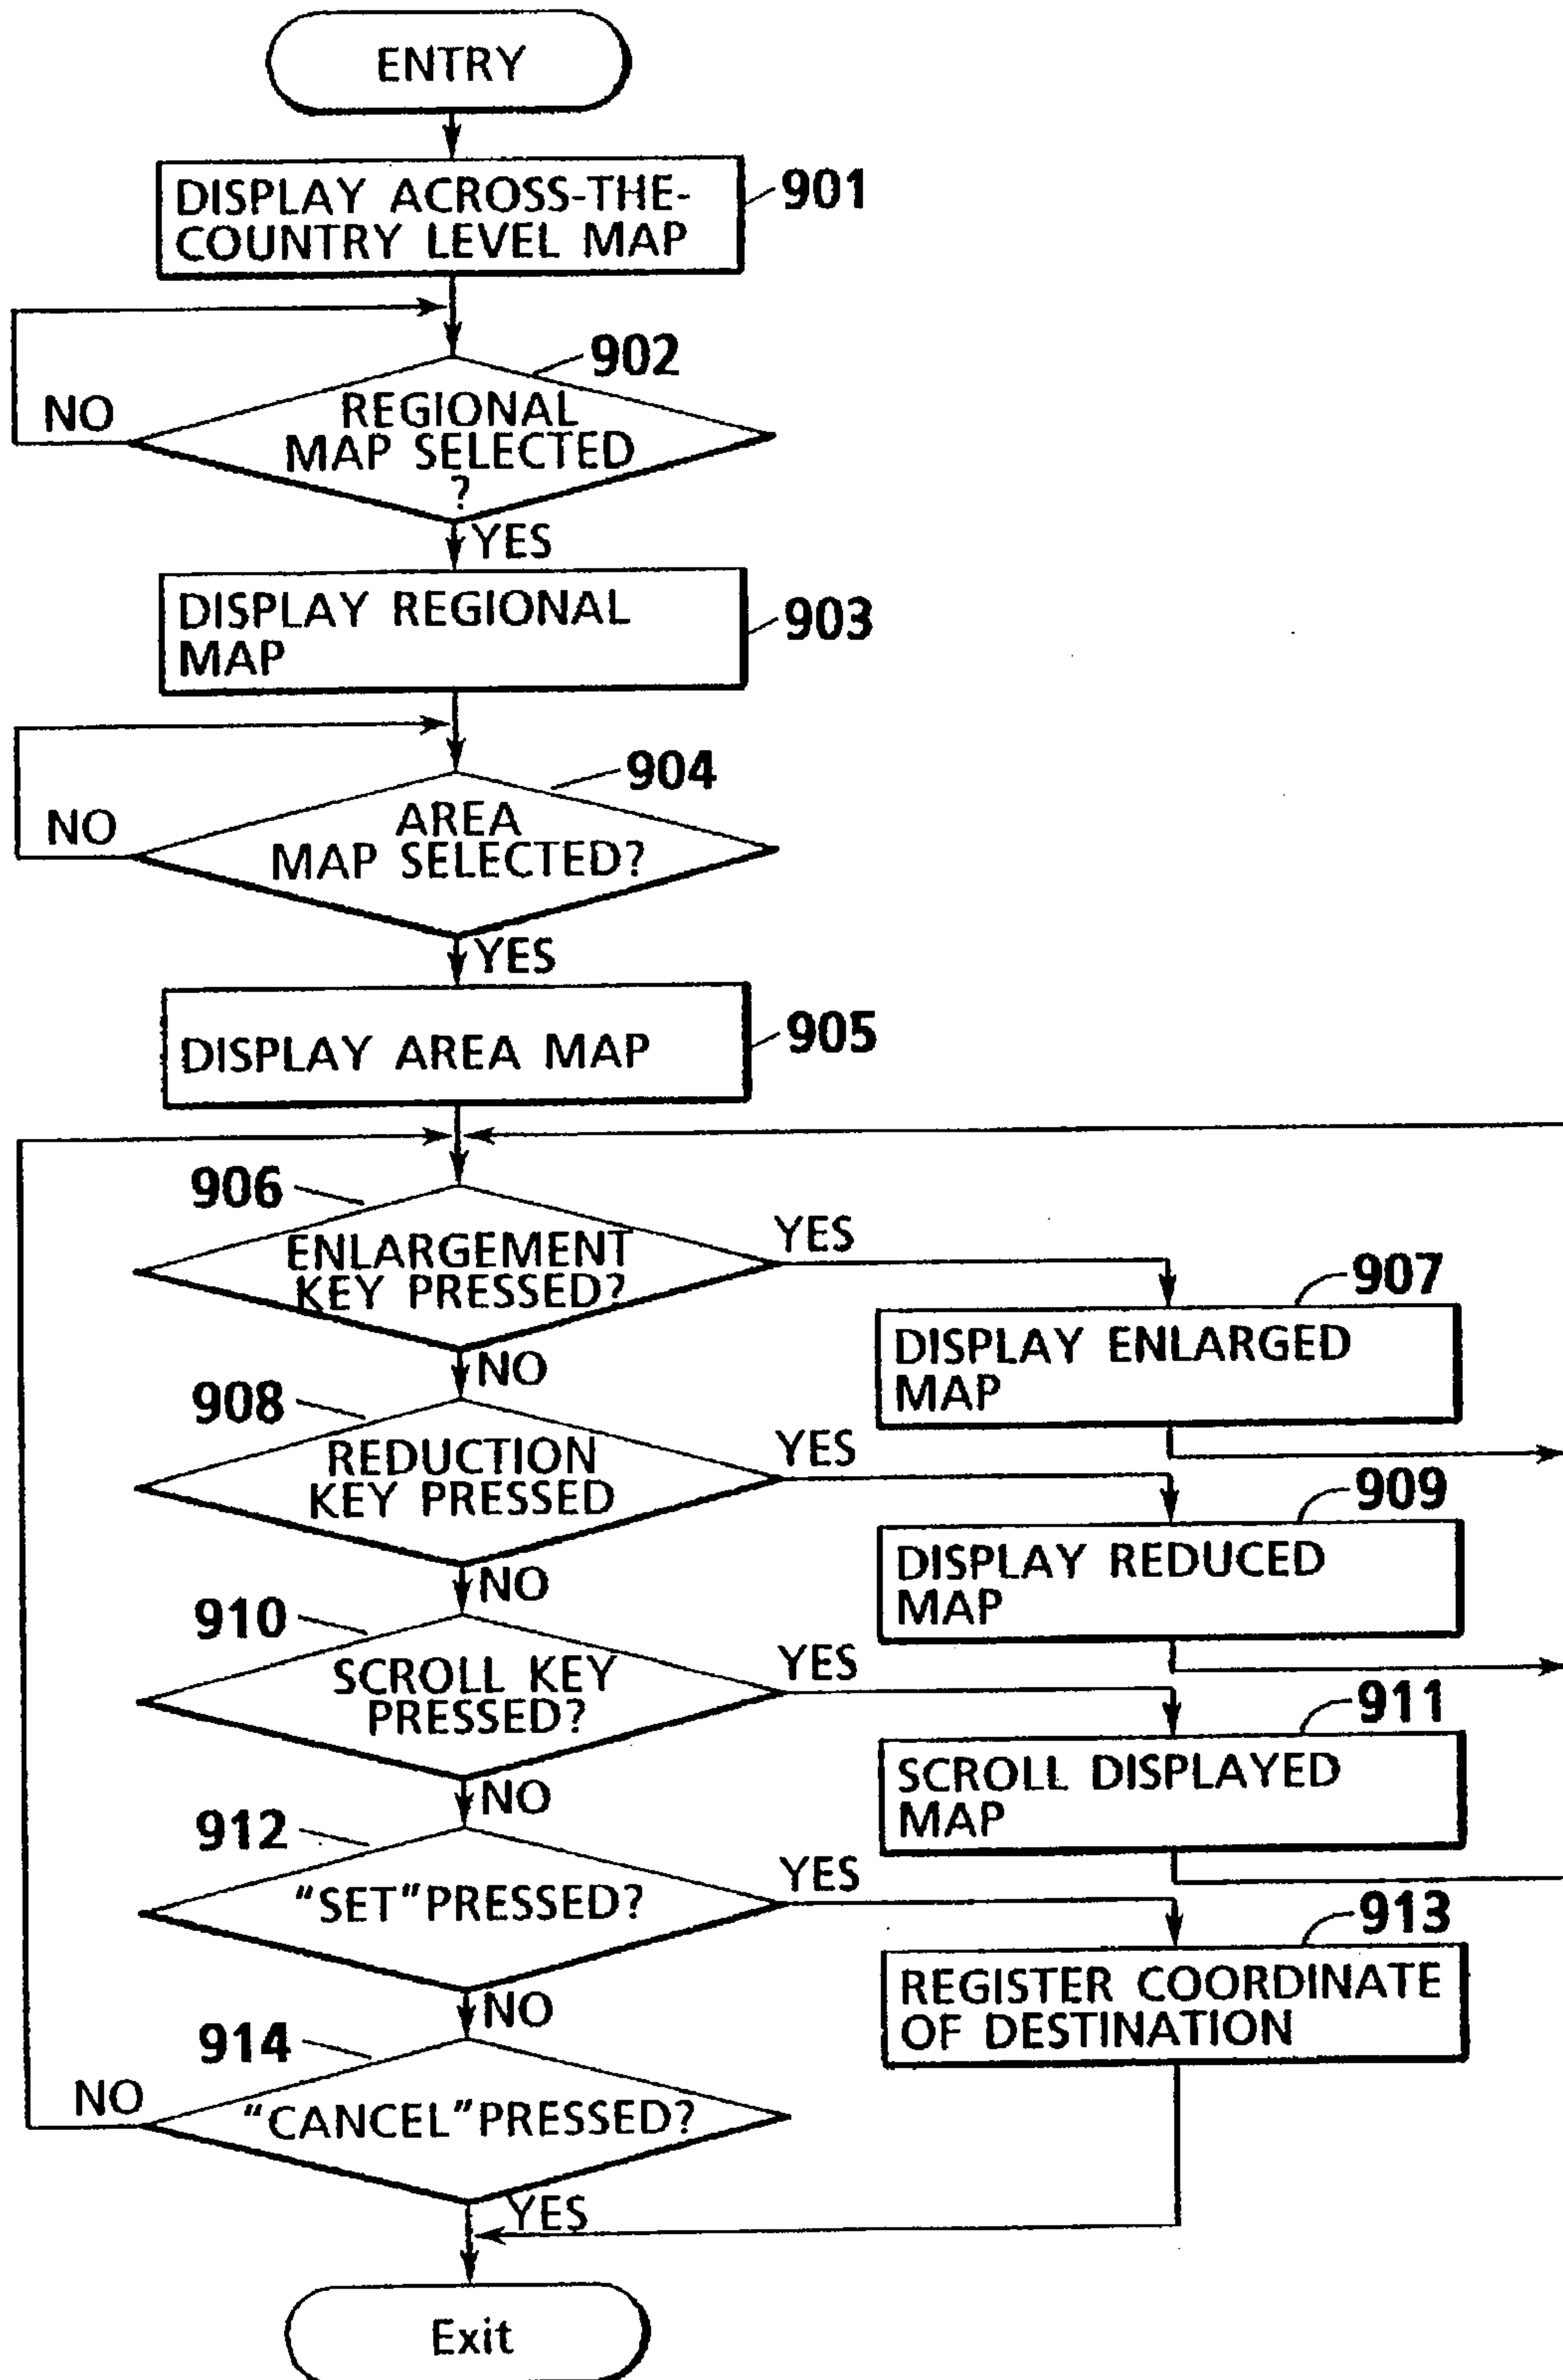 ENTRY
DISPLAY ACROSS-THE-
COUNTRY LEVEL MAP
901
902
REGIONAL
MAP SELECTED
?
NO
YES
DISPLAY REGIONAL
MAP
903
904
AREA
MAP SELECTED?
NO
YES
DISPLAY AREA MAP
905
906
ENLARGEMENT
KEY PRESSED?
YES
907
DISPLAY ENLARGED
MAP
NO
908
REDUCTION
KEY PRESSED
YES
909
DISPLAY REDUCED
MAP
NO
910
SCROLL KEY
PRESSED?
YES
911
SCROLL DISPLAYED
MAP
NO
912
"SET"PRESSED?
YES
913
REGISTER COORDINATE
OF DESTINATION
NO
914
"CANCEL"PRESSED?
NO
YES
Exit